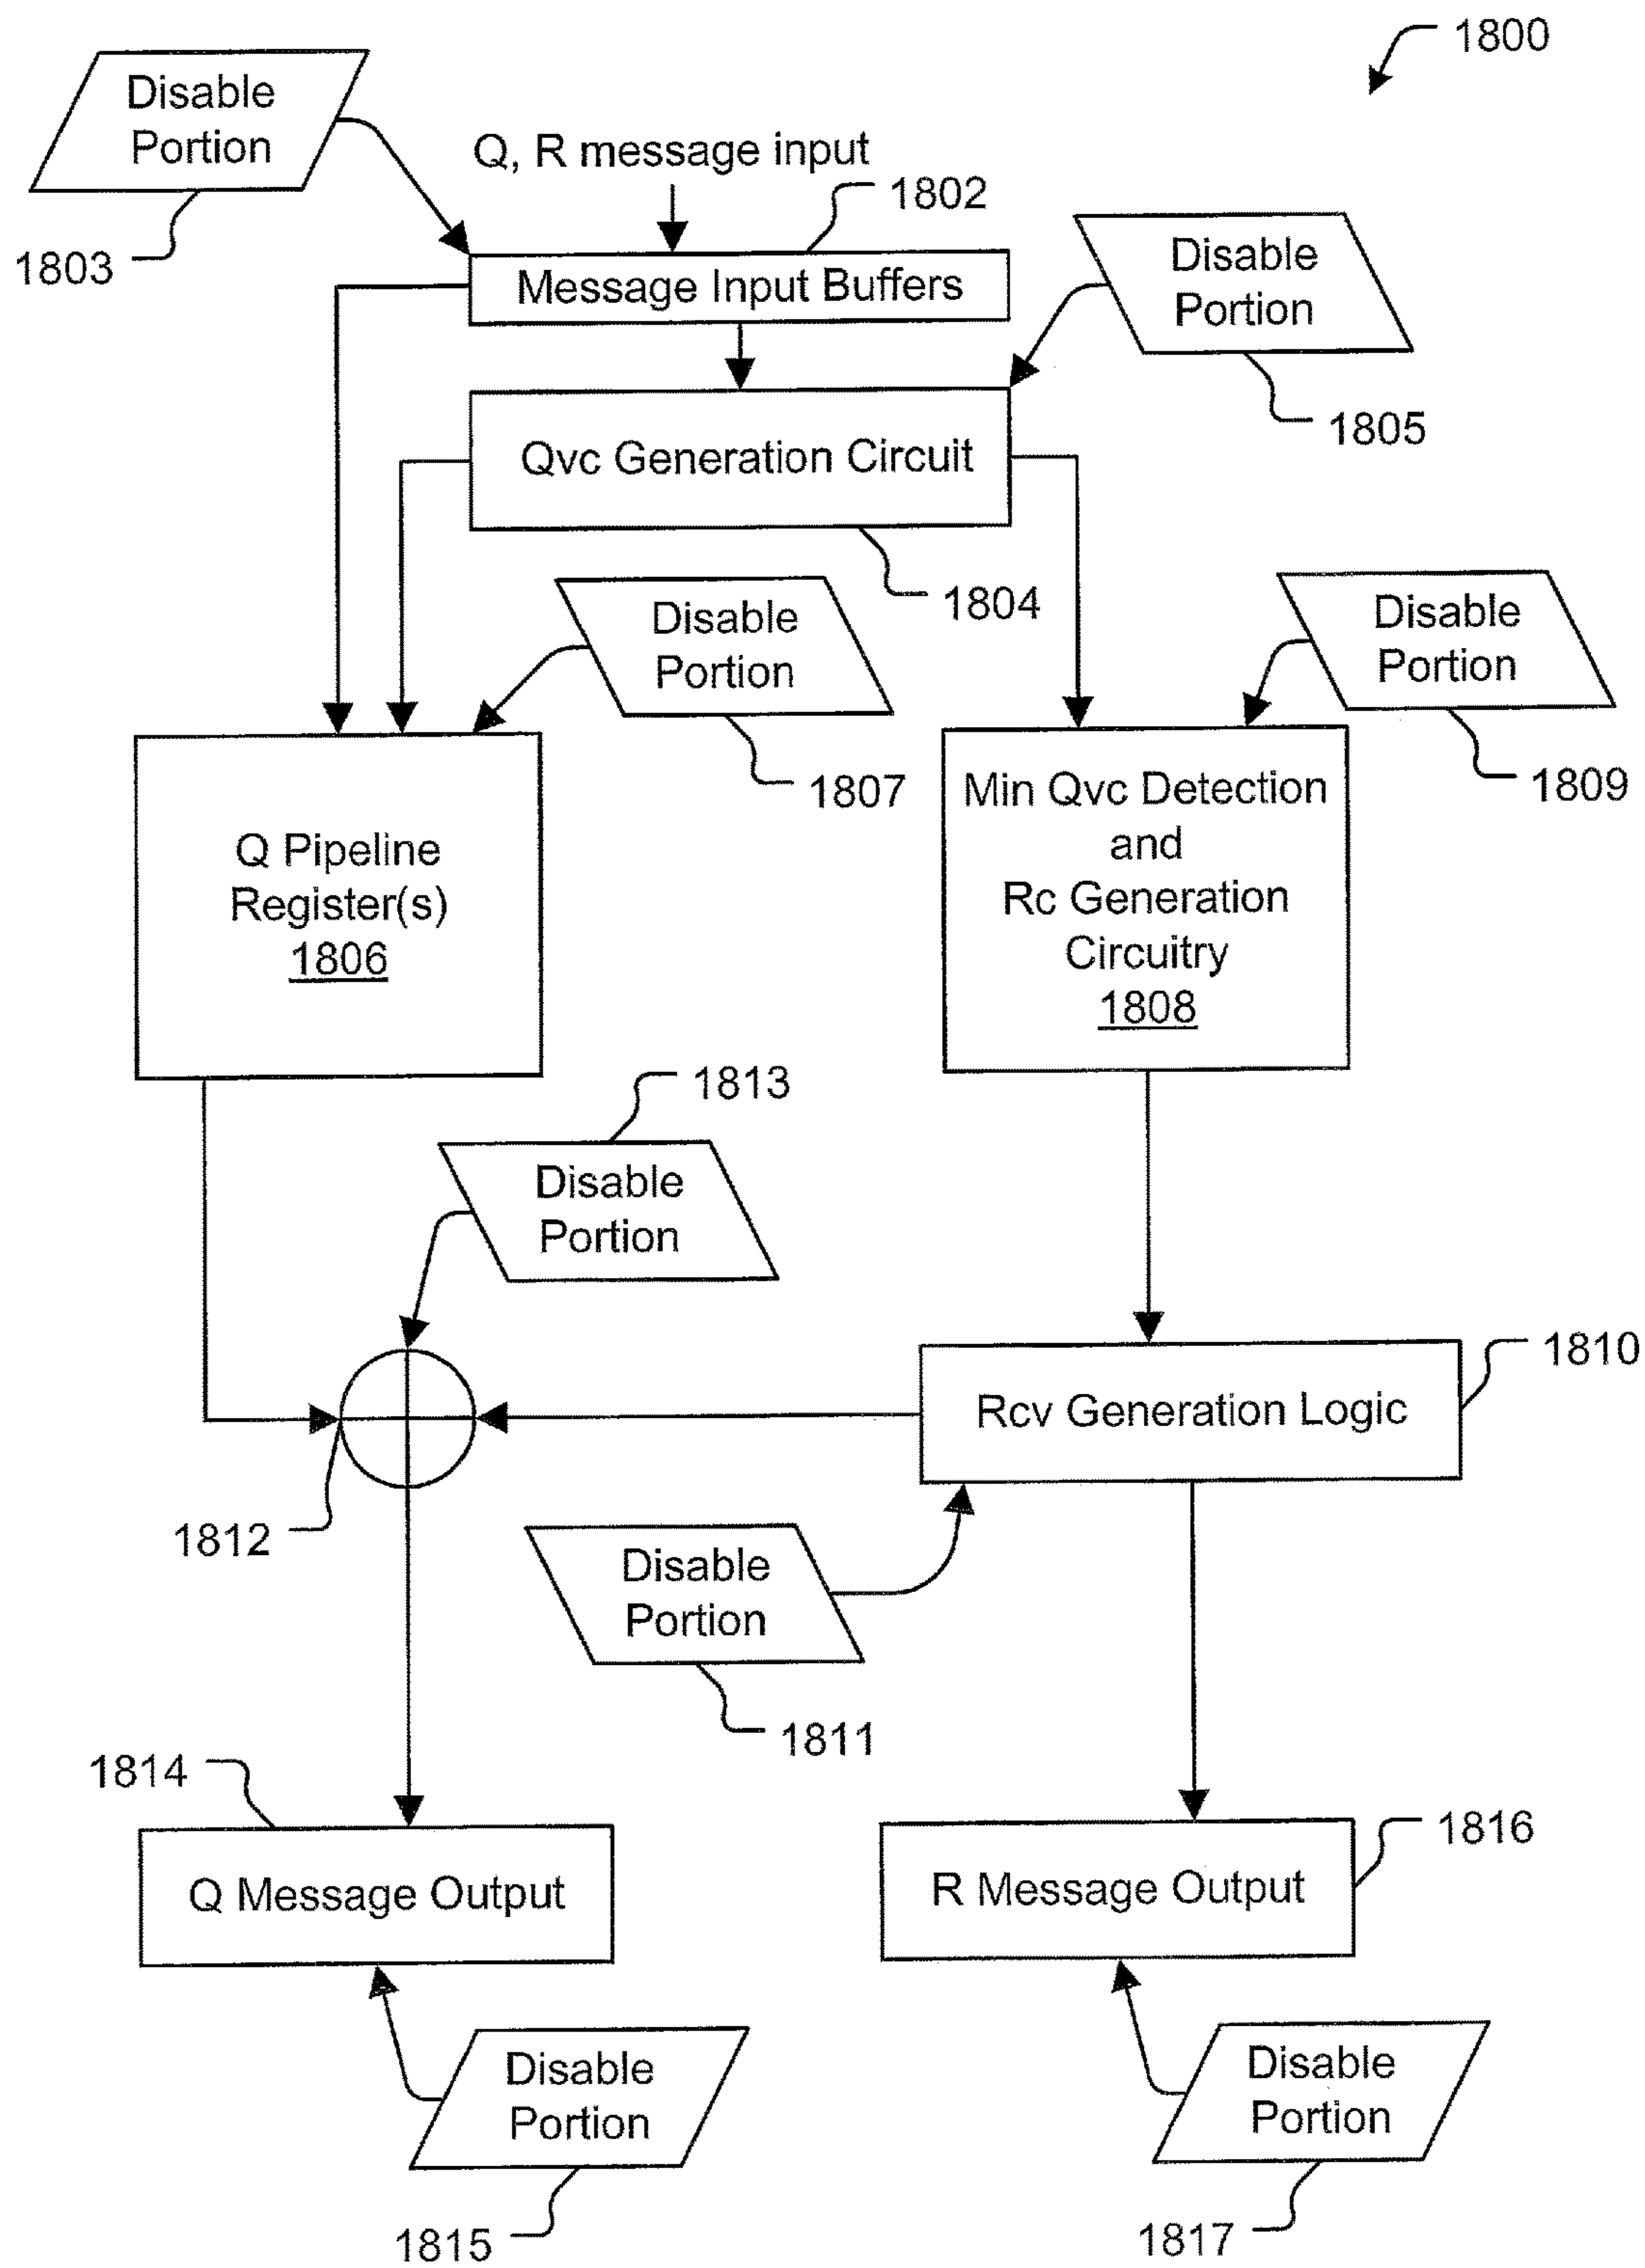 1800
Disable
Portion
1803
Q, R message input
1802
Message Input Buffers
Disable
Portion
1805
Qvc Generation Circuit
1804
Disable
Portion
1807
Disable
Portion
1809
Q Pipeline
Register(s)
1806
Min Qvc Detection
and
Rc Generation
Circuitry
1808
1813
Disable
Portion
1812
Rcv Generation Logic
1810
Disable
Portion
1811
1814
Q Message Output
1816
R Message Output
Disable
Portion
1815
Disable
Portion
1817